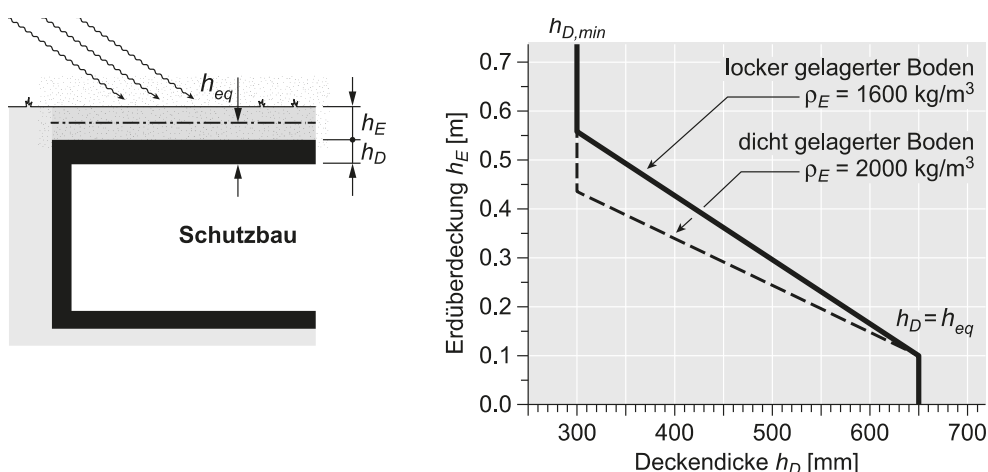 h_eq
h_E
h_D
Schutzbau
h_D,min
locker gelagerter Boden
ρ_E = 1600 kg/m³
dicht gelagerter Boden
ρ_E = 2000 kg/m³
h_D = h_eq
Erdüberdeckung h_E [m]
0.7
0.6
0.5
0.4
0.3
0.2
0.1
0.0
300 400 500 600 700
Deckendicke h_D [mm]